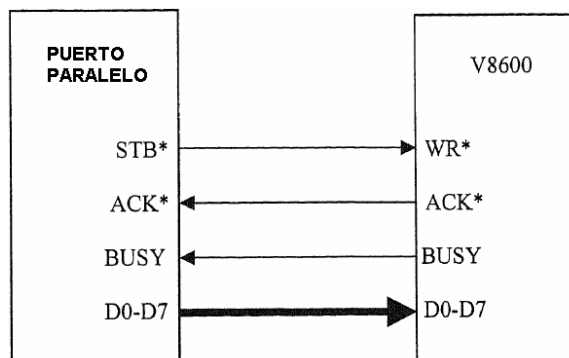 PUERTO
PARALELO
V8600
STB* WR*
ACK* ACK*
BUSY BUSY
D0-D7 D0-D7